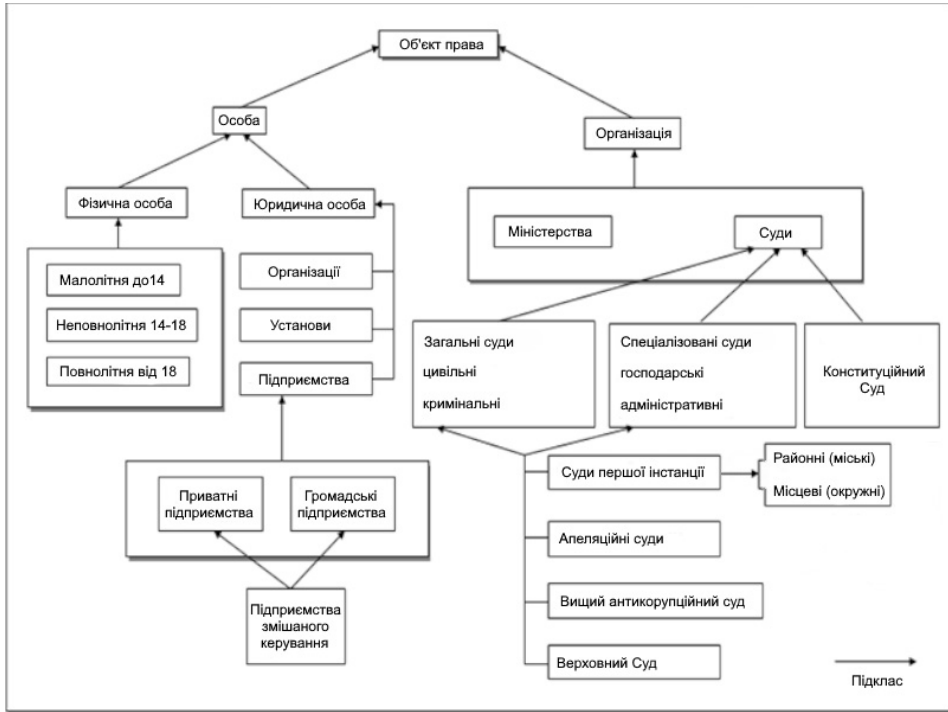 Об'єкт права
Особа
Організація
Фізична особа
Юридична особа
Міністерства
Суди
Малолітня до14
Неповнолітня 14-18
Повнолітня від 18
Організації
Установи
Підприємства
Загальні суди
цивільні
кримінальні
Спеціалізовані суди
господарські
адміністративні
Конституційний
Суд
Приватні
підприємства
Громадські
підприємства
Підприємства
змішаного
керування
Суди першої інстанції
Районні (міські)
Місцеві (окружні)
Апеляційні суди
Вищий антикорупційний суд
Верховний Суд
Підклас